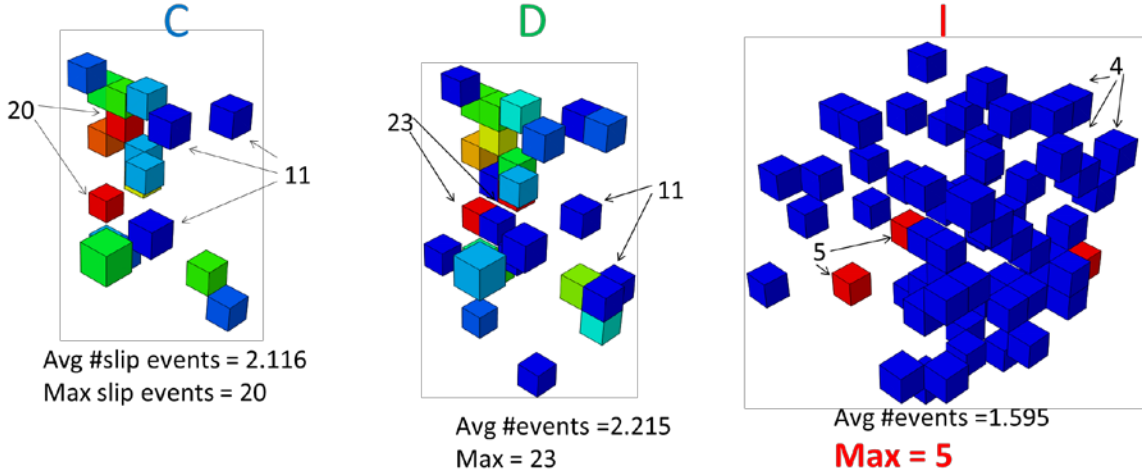 C
D
I
20
11
23
11
4
5
Avg #slip events = 2.116
Max slip events = 20
Avg #events =2.215
Max = 23
Avg #events =1.595
Max = 5